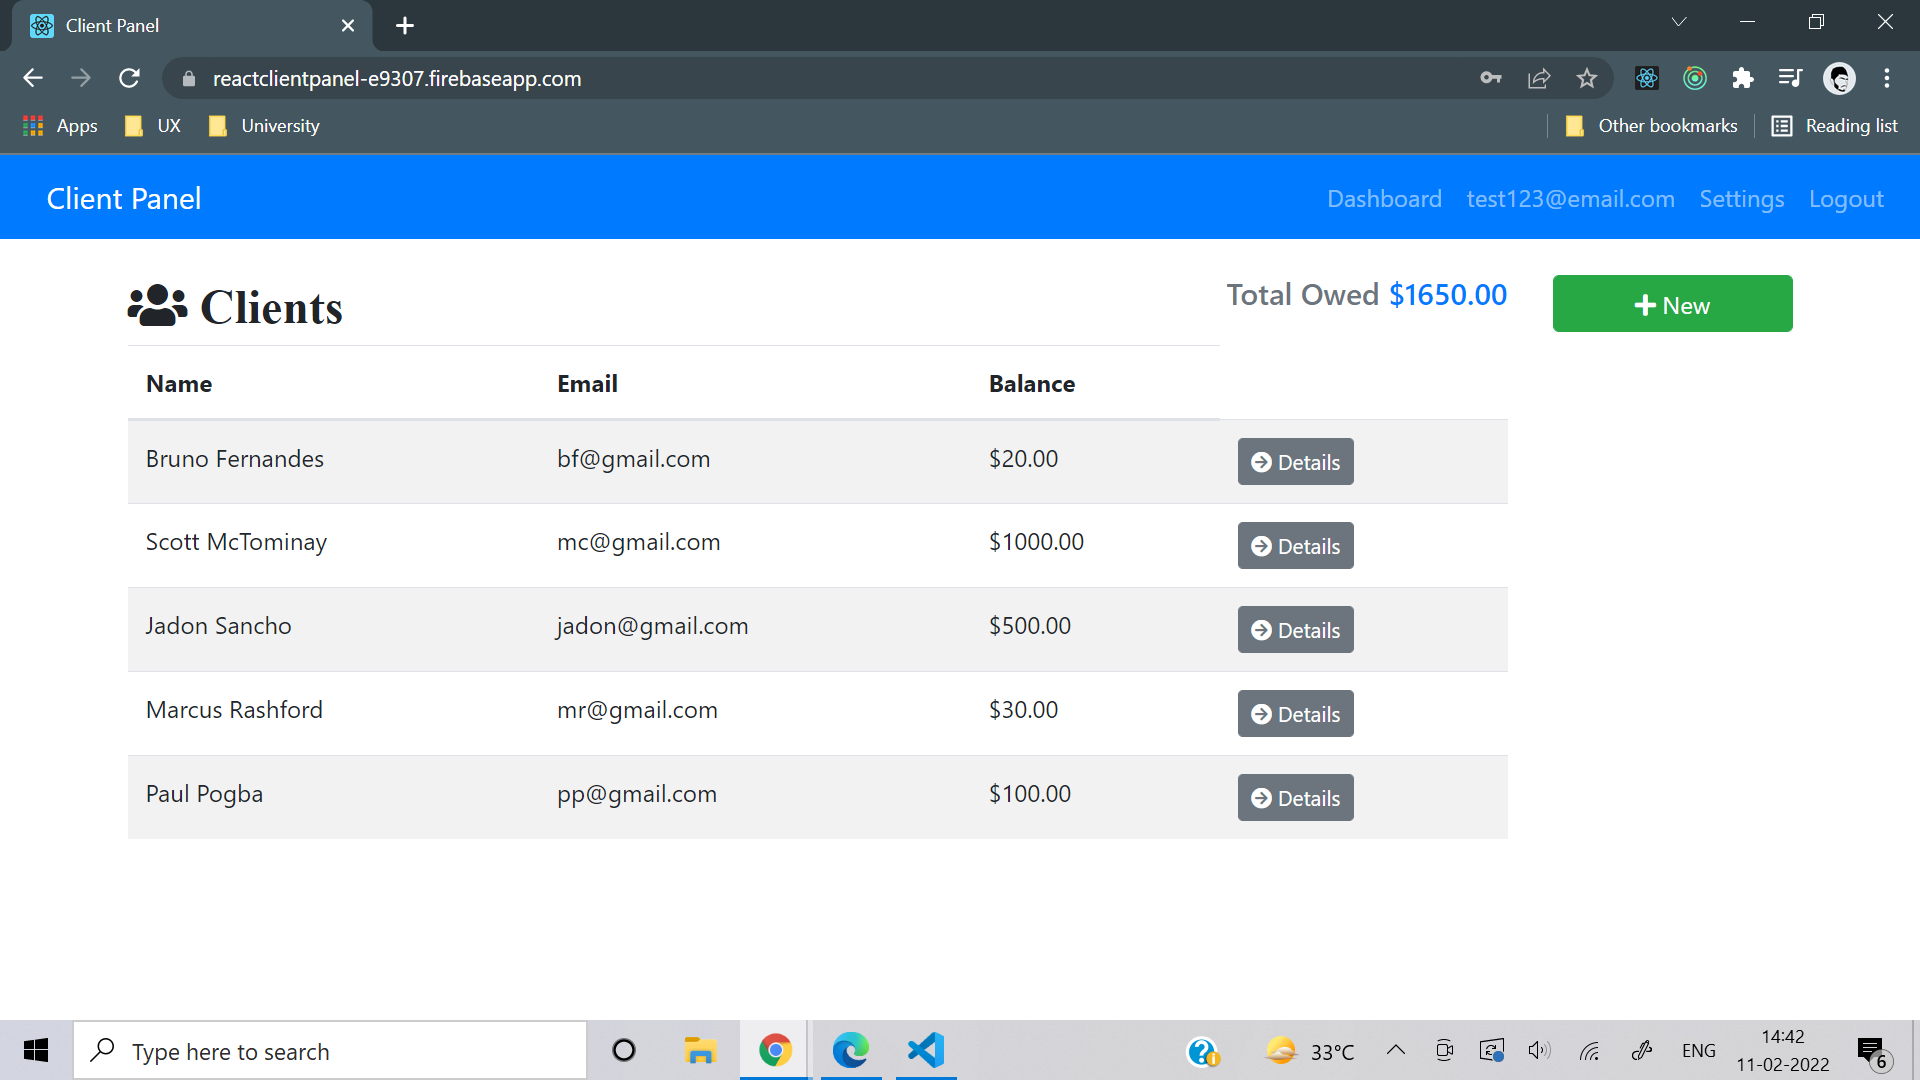 Client Panel
reactclientpanel-e9307.firebaseapp.com
Apps UX University Other bookmarks Reading list
Client Panel Dashboard test123@email.com Settings Logout
Clients Total Owed $1650.00 New
Name Email Balance
Bruno Fernandes bf@gmail.com $20.00 Details
Scott McTominay mc@gmail.com $1000.00 Details
Jadon Sancho jadon@gmail.com $500.00 Details
Marcus Rashford mr@gmail.com $30.00 Details
Paul Pogba pp@gmail.com $100.00 Details
Type here to search 33°C ENG 14:42
11-02-2022 6